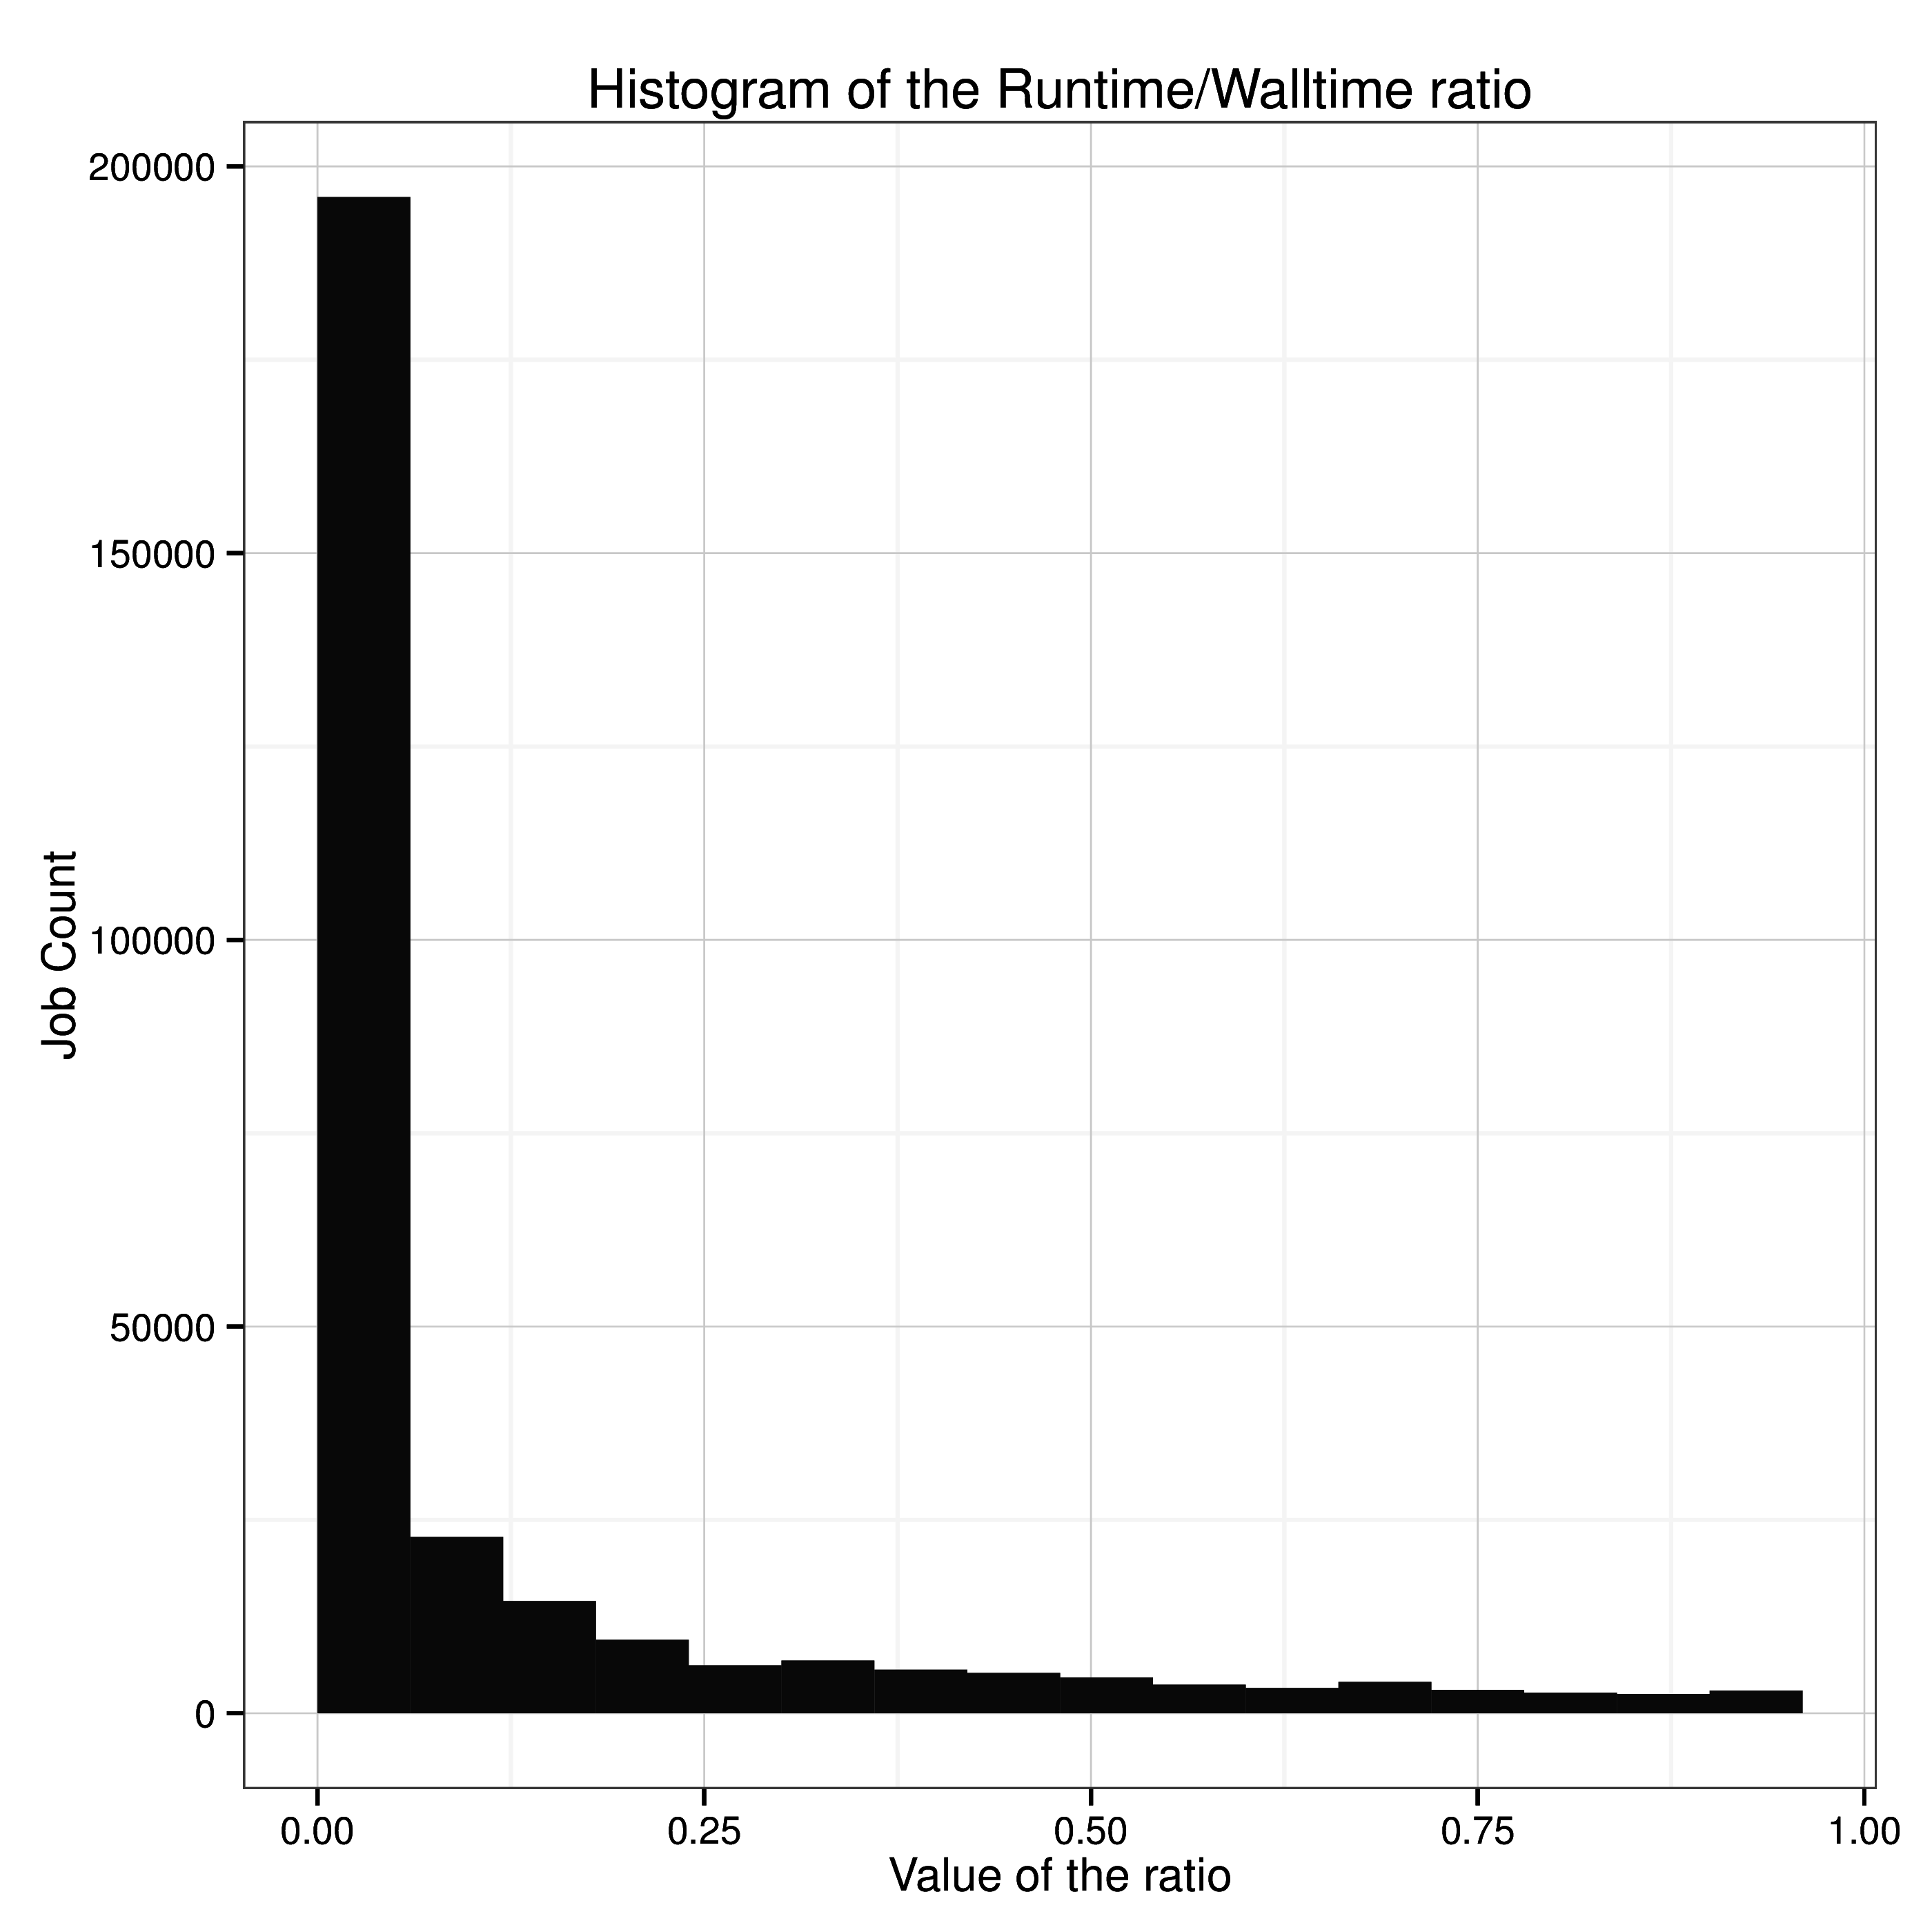 Histogram of the Runtime/Walltime ratio
200000
150000
100000
50000
0
Job Count
0.00 0.25 0.50 0.75 1.00
Value of the ratio